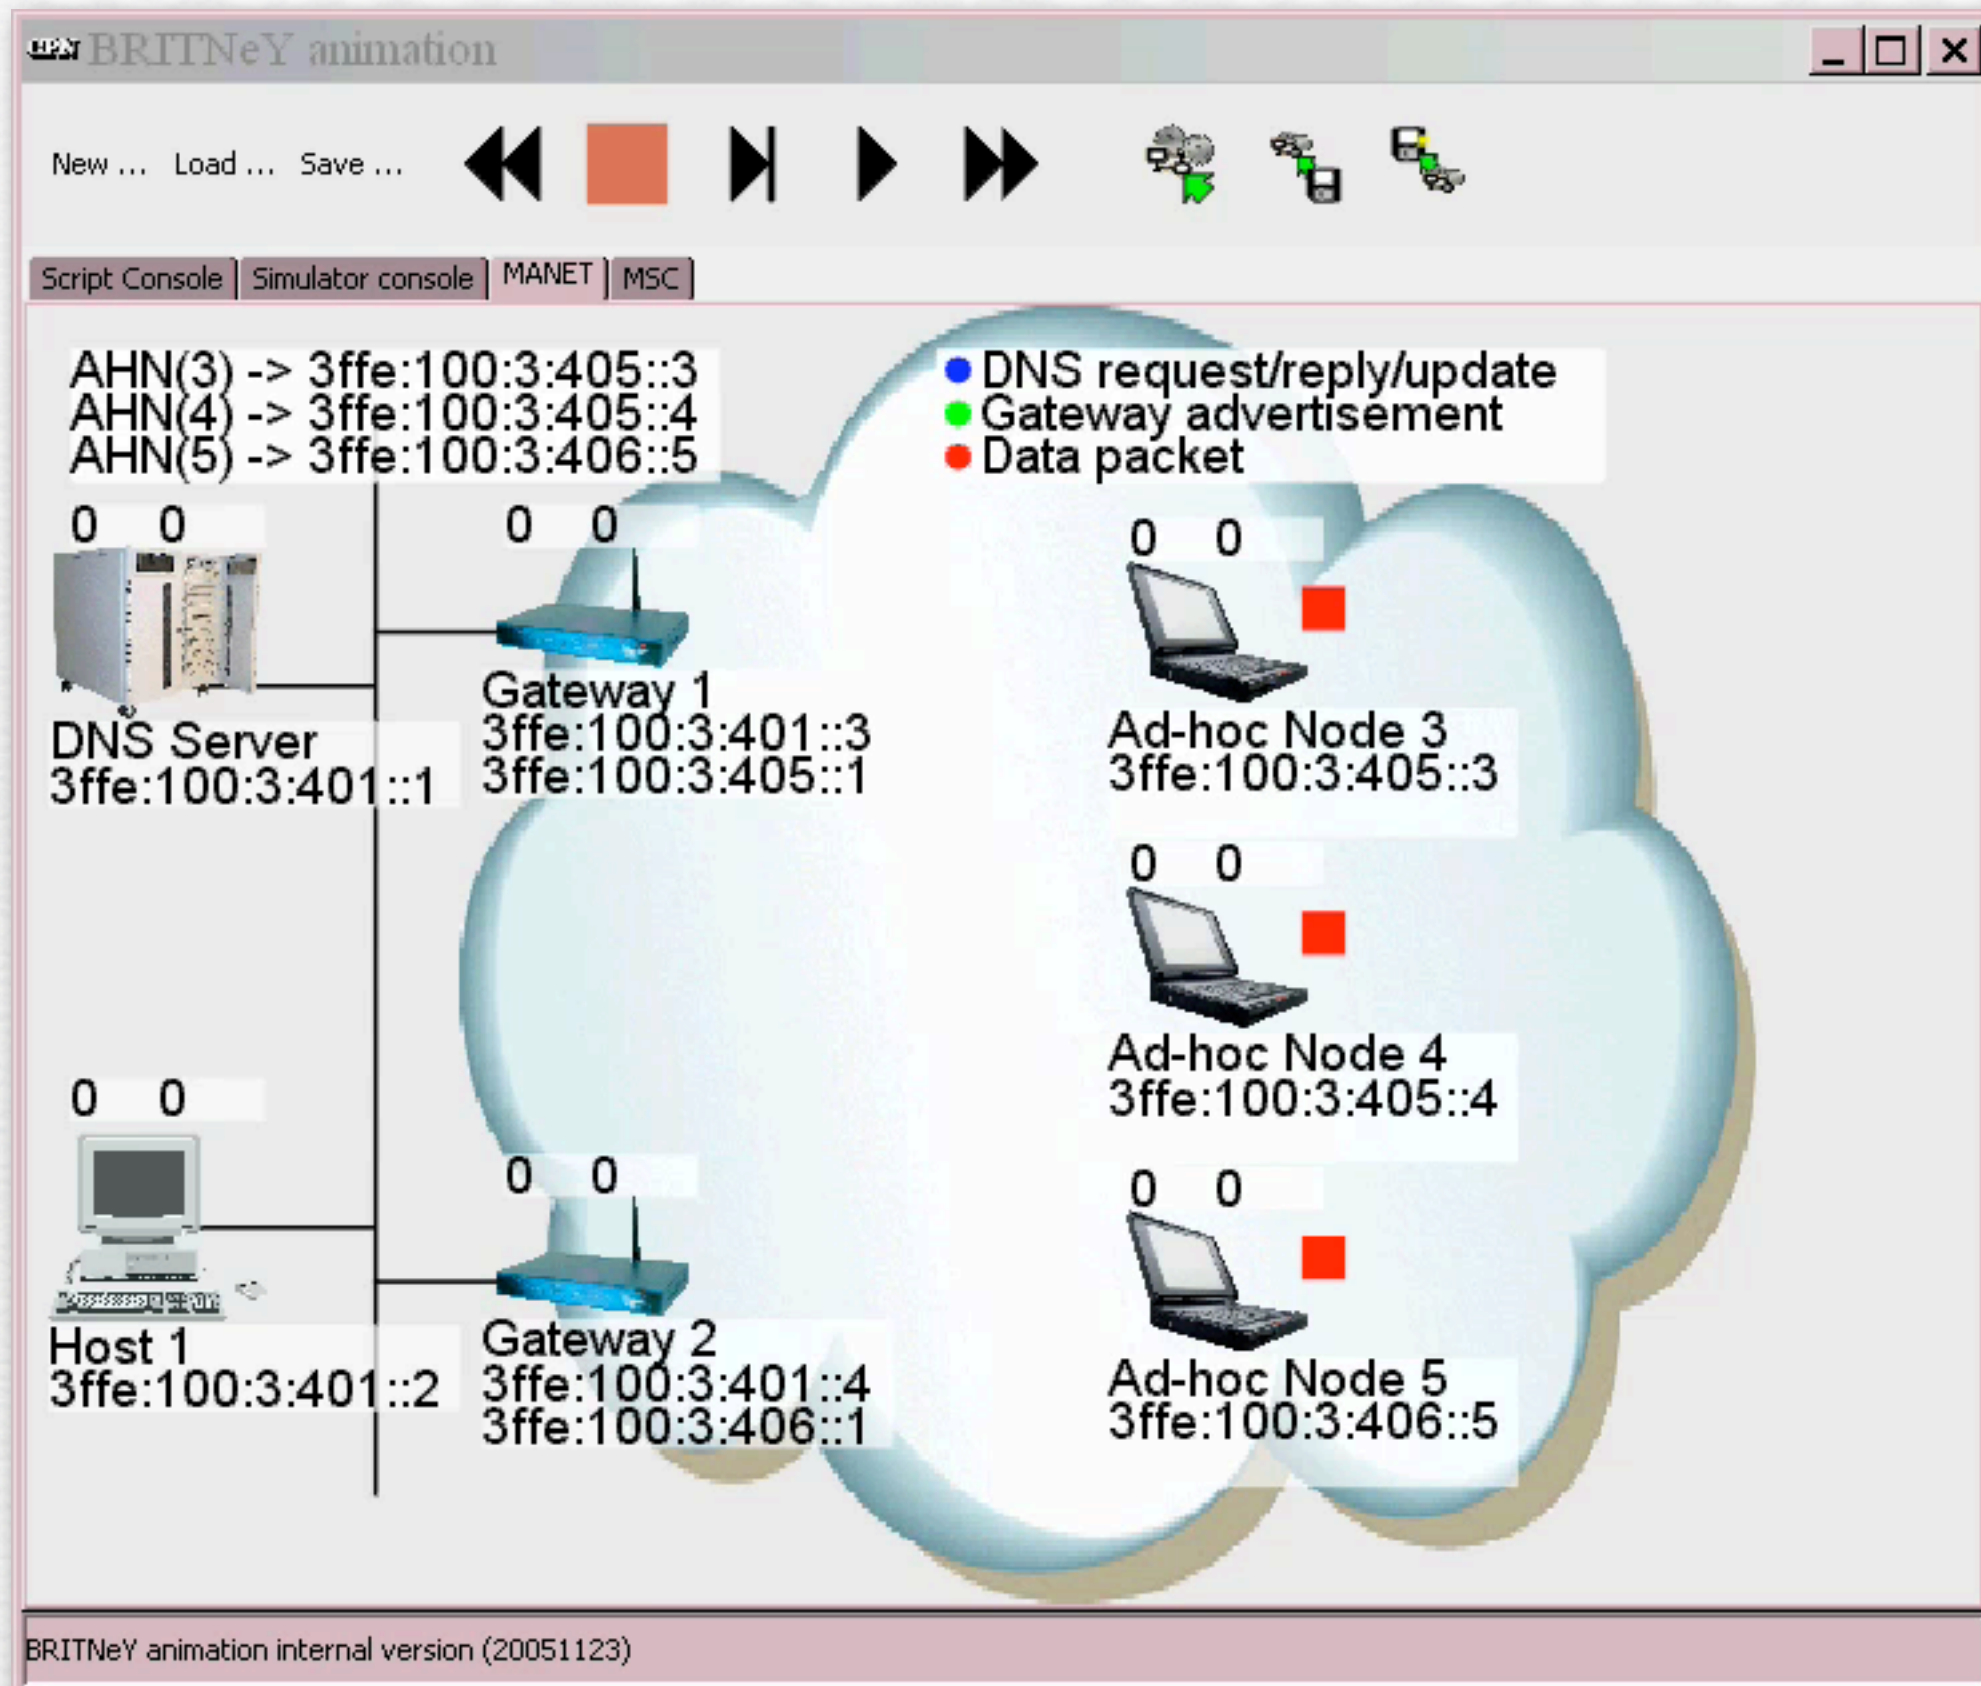 CPN BRITNeY animation
New ... Load ... Save ...
Script Console Simulator console MANET MSC
AHN(3) -> 3ffe:100:3:405::3
AHN(4) -> 3ffe:100:3:405::4
AHN(5) -> 3ffe:100:3:406::5
DNS request/reply/update
Gateway advertisement
Data packet
0 0
DNS Server
3ffe:100:3:401::1
0 0
Gateway 1
3ffe:100:3:401::3
3ffe:100:3:405::1
0 0
Ad-hoc Node 3
3ffe:100:3:405::3
0 0
Ad-hoc Node 4
3ffe:100:3:405::4
0 0
Host 1
3ffe:100:3:401::2
0 0
Gateway 2
3ffe:100:3:401::4
3ffe:100:3:406::1
0 0
Ad-hoc Node 5
3ffe:100:3:406::5
BRITNeY animation internal version (20051123)